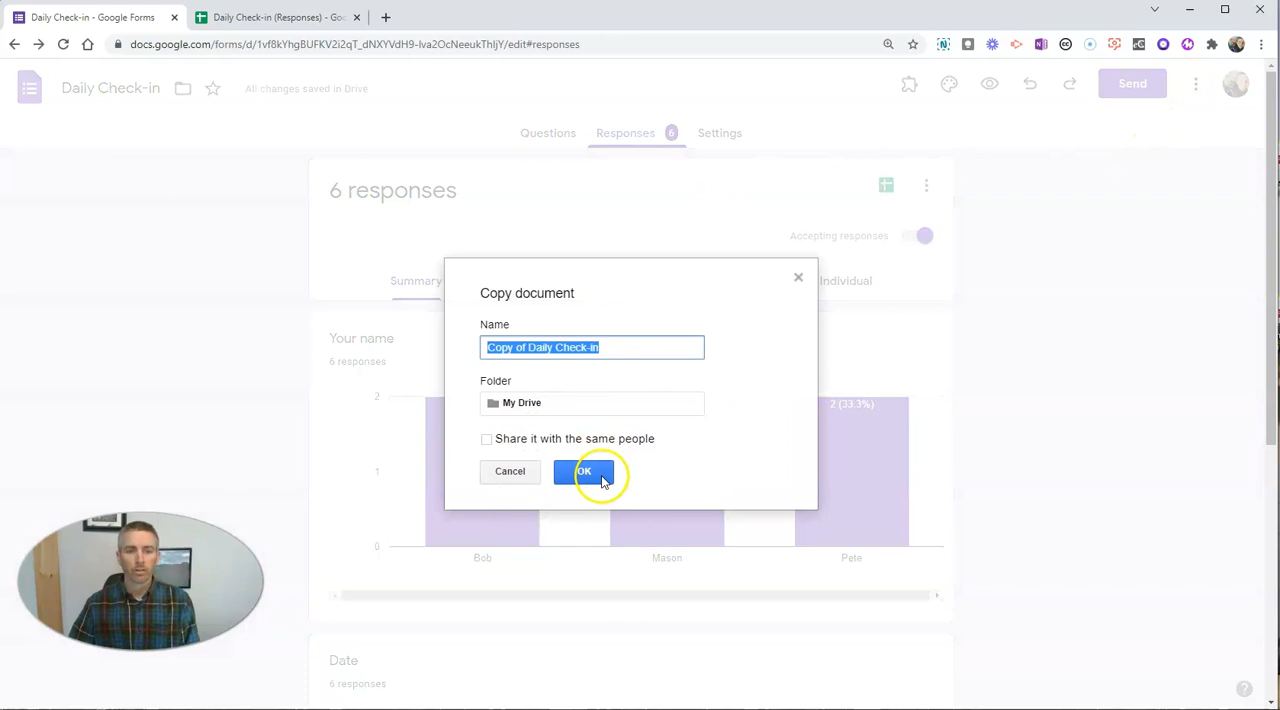 Daily Check-in - Google Forms
Daily Check-in (Responses) - Goo
docs.google.com/forms/d/1vf8kYhgBUFKV2i2qT_dNXYVdH9-Iva2OcNeeukThIjY/edit#responses
Daily Check-in
All changes saved in Drive
Send
Questions
Responses 6
Settings
6 responses
Accepting responses
Summary
Individual
Copy document
Name
Copy of Daily Check-in
Folder
My Drive
Share it with the same people
Cancel
OK
Your name
6 responses
2
1
0
2 (33.3%)
Bob
Mason
Pete
Date
6 responses